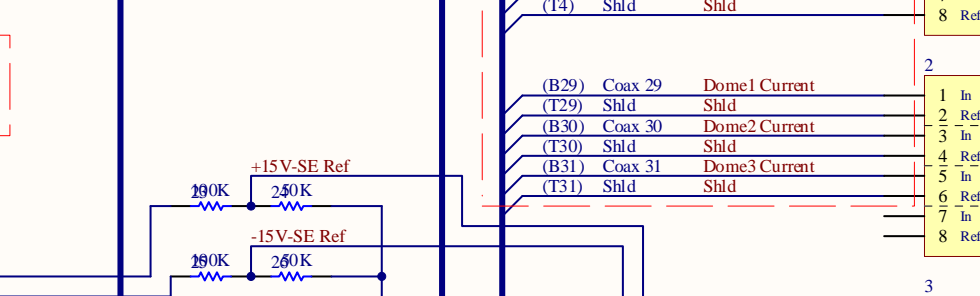 (T4) Shld Shld
8 Ref
2
(B29) Coax 29 Dome1 Current 1 In
(T29) Shld Shld 2 Ref
(B30) Coax 30 Dome2 Current 3 In
(T30) Shld Shld 4 Ref
(B31) Coax 31 Dome3 Current 5 In
(T31) Shld Shld 6 Ref
7 In
8 Ref
+15V-SE Ref
-15V-SE Ref
3